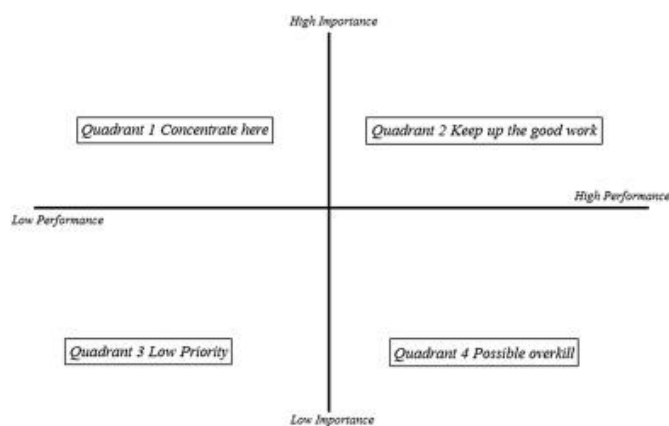 High Importance
Quadrant 1 Concentrate here
Quadrant 2 Keep up the good work
High Performance
Low Performance
Quadrant 3 Low Priority
Quadrant 4 Possible overkill
Low Importance